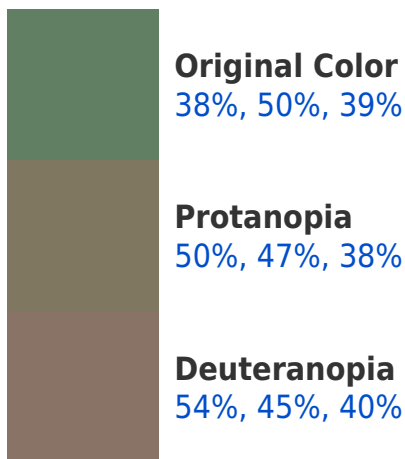 Original Color
38%, 50%, 39%
Protanopia
50%, 47%, 38%
Deuteranopia
54%, 45%, 40%